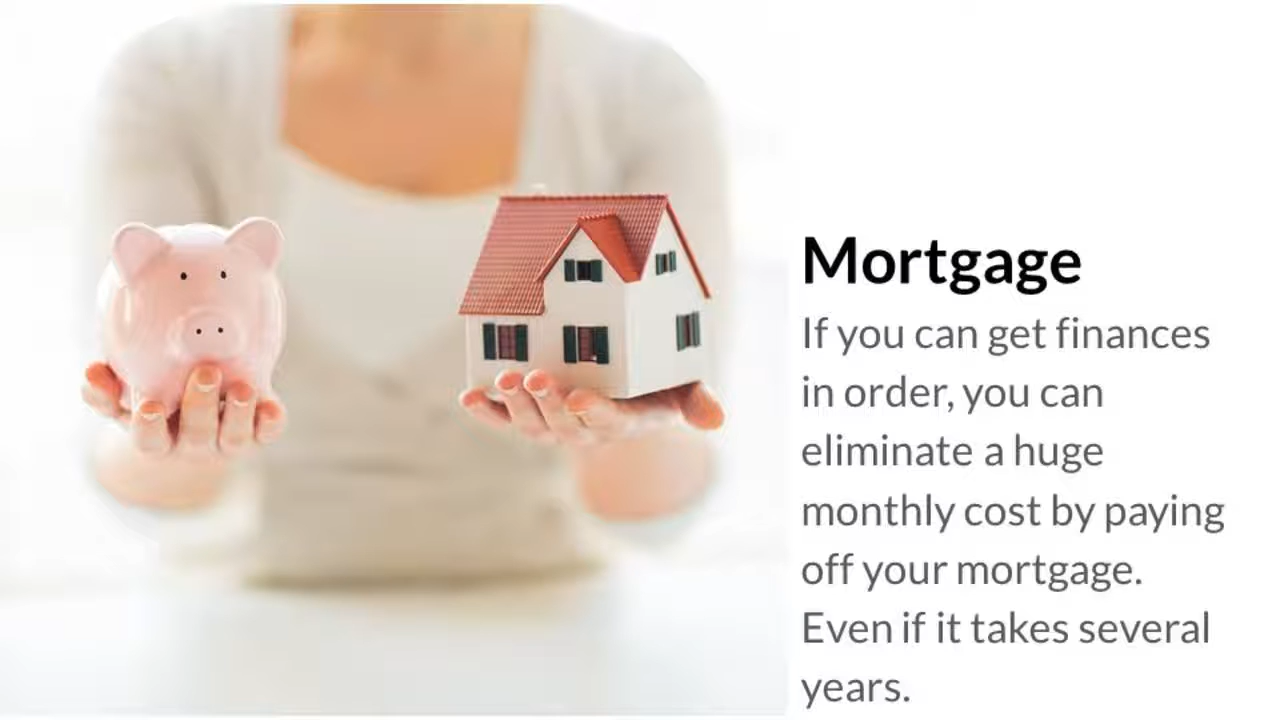 Mortgage
If you can get finances
in order, you can
eliminate a huge
monthly cost by paying
off your mortgage.
Even if it takes several
years.